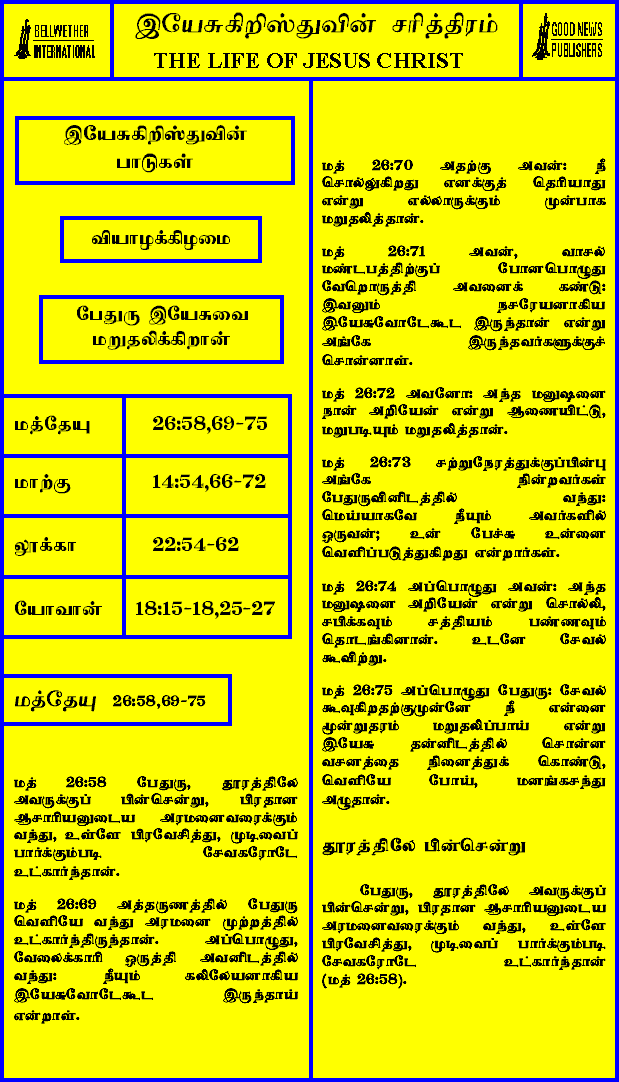 BELLWETHER
INTERNATIONAL
இயேசுகிறிஸ்துவின் சரித்திரம்
THE LIFE OF JESUS CHRIST
GOOD NEWS
PUBLISHERS
இயேசுகிறிஸ்துவின்
பாடுகள்
வியாழக்கிழமை
பேதுரு இயேசுவை
மறுதலிக்கிறான்
மத்தேயு 26:58,69-75
மாற்கு 14:54,66-72
லூக்கா 22:54-62
யோவான் 18:15-18,25-27
மத்தேயு 26:58,69-75
மத் 26:58 பேதுரு, தூரத்திலே
அவருக்குப் பின்சென்று, பிரதான
ஆசாரியனுடைய அரமனைவரைக்கும்
வந்து, உள்ளே பிரவேசித்து, முடிவைப்
பார்க்கும்படி சேவகரோடே
உட்கார்ந்தான்.
மத் 26:69 அத்தருணத்தில் பேதுரு
வெளியே வந்து அரமனை முற்றத்தில்
உட்கார்ந்திருந்தான். அப்பொழுது,
வேலைக்காரி ஒருத்தி அவனிடத்தில்
வந்து: நீயும் கலிலேயனாகிய
இயேசுவோடேகூட இருந்தாய்
என்றாள்.
மத் 26:70 அதற்கு அவன்: நீ
சொல்லுகிறது எனக்குத் தெரியாது
என்று எல்லாருக்கும் முன்பாக
மறுதலித்தான்.
மத் 26:71 அவன், வாசல்
மண்டபத்திற்குப் போனபொழுது
வேறொருத்தி அவனைக் கண்டு:
இவனும் நசரேயனாகிய
இயேசுவோடேகூட இருந்தான் என்று
அங்கே இருந்தவர்களுக்குச்
சொன்னாள்.
மத் 26:72 அவனோ: அந்த மனுஷனை
நான் அறியேன் என்று ஆணையிட்டு,
மறுபடியும் மறுதலித்தான்.
மத் 26:73 சற்றுநேரத்துக்குப்பின்பு
அங்கே நின்றவர்கள்
பேதுருவினிடத்தில் வந்து:
மெய்யாகவே நீயும் அவர்களில்
ஒருவன்; உன் பேச்சு உன்னை
வெளிப்படுத்துகிறது என்றார்கள்.
மத் 26:74 அப்பொழுது அவன்: அந்த
மனுஷனை அறியேன் என்று சொல்லி,
சபிக்கவும் சத்தியம் பண்ணவும்
தொடங்கினான். உடனே சேவல்
கூவிற்று.
மத் 26:75 அப்பொழுது பேதுரு: சேவல்
கூவுகிறதற்குமுன்னே நீ என்னை
மூன்றுதரம் மறுதலிப்பாய் என்று
இயேசு தன்னிடத்தில் சொன்ன
வசனத்தை நினைத்துக் கொண்டு,
வெளியே போய், மனங்கசந்து
அழுதான்.
தூரத்திலே பின்சென்று
பேதுரு, தூரத்திலே அவருக்குப்
பின்சென்று, பிரதான ஆசாரியனுடைய
அரமனைவரைக்கும் வந்து, உள்ளே
பிரவேசித்து, முடிவைப் பார்க்கும்படி
சேவகரோடே உட்கார்ந்தான்
(மத் 26:58).